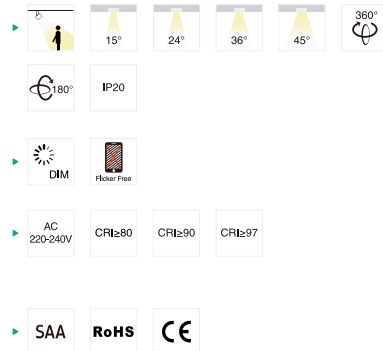 15° 24° 36° 45° 360°
180° IP20
DIM Flicker Free
AC
220-240V CRI≥80 CRI≥90 CRI≥97
SAA RoHS CE